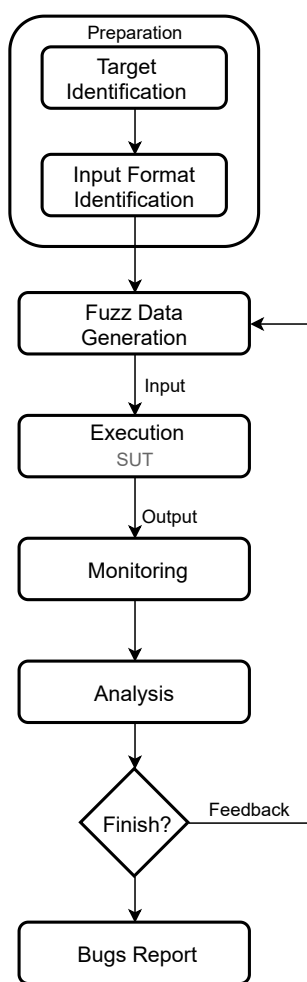 Preparation
Target
Identification
Input Format
Identification
Fuzz Data
Generation
Input
Execution
SUT
Output
Monitoring
Analysis
Finish?
Feedback
Bugs Report